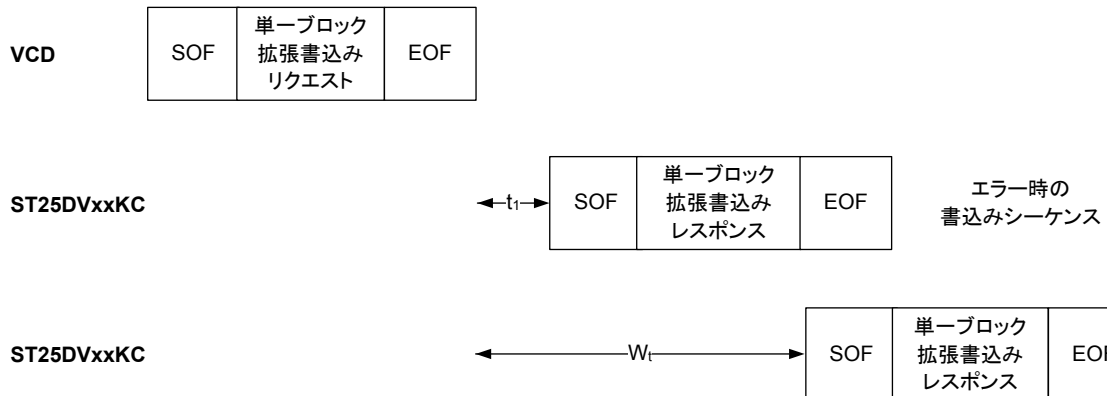 VCD
SOF
単一ブロック
拡張書込み
リクエスト
EOF
ST25DVxxKC
t1
SOF
単一ブロック
拡張書込み
レスポンス
EOF
エラー時の
書込みシーケンス
ST25DVxxKC
Wt
SOF
単一ブロック
拡張書込み
レスポンス